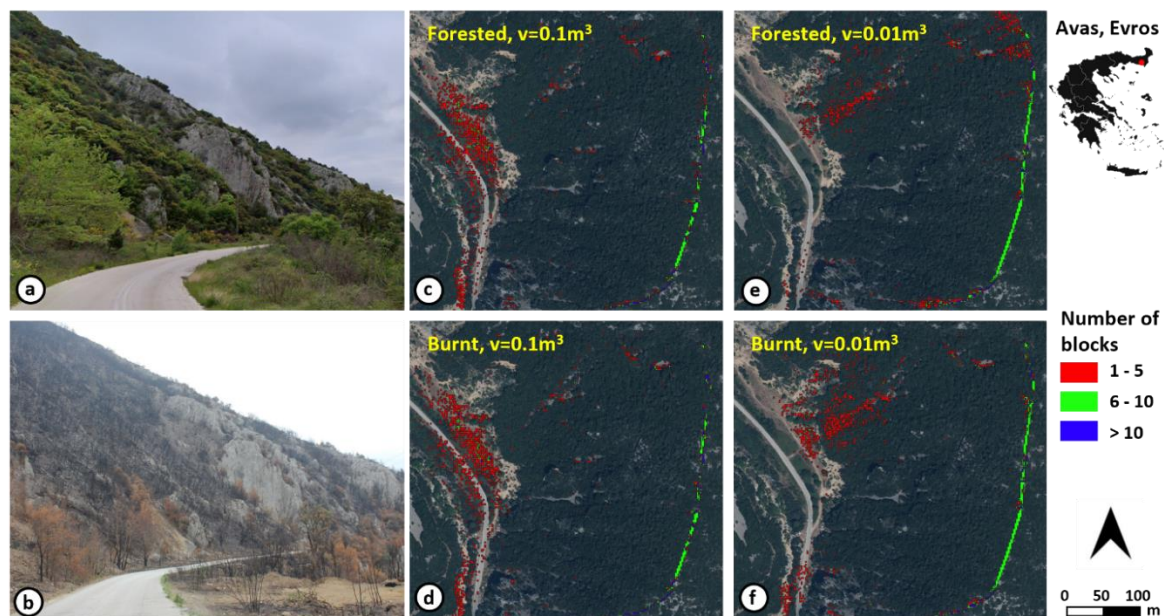 Forested, v=0.1m³
Forested, v=0.01m³
Avas, Evros
a
c
e
Burnt, v=0.1m³
Burnt, v=0.01m³
Number of
blocks
1 - 5
6 - 10
> 10
b
d
f
0 50 100
m